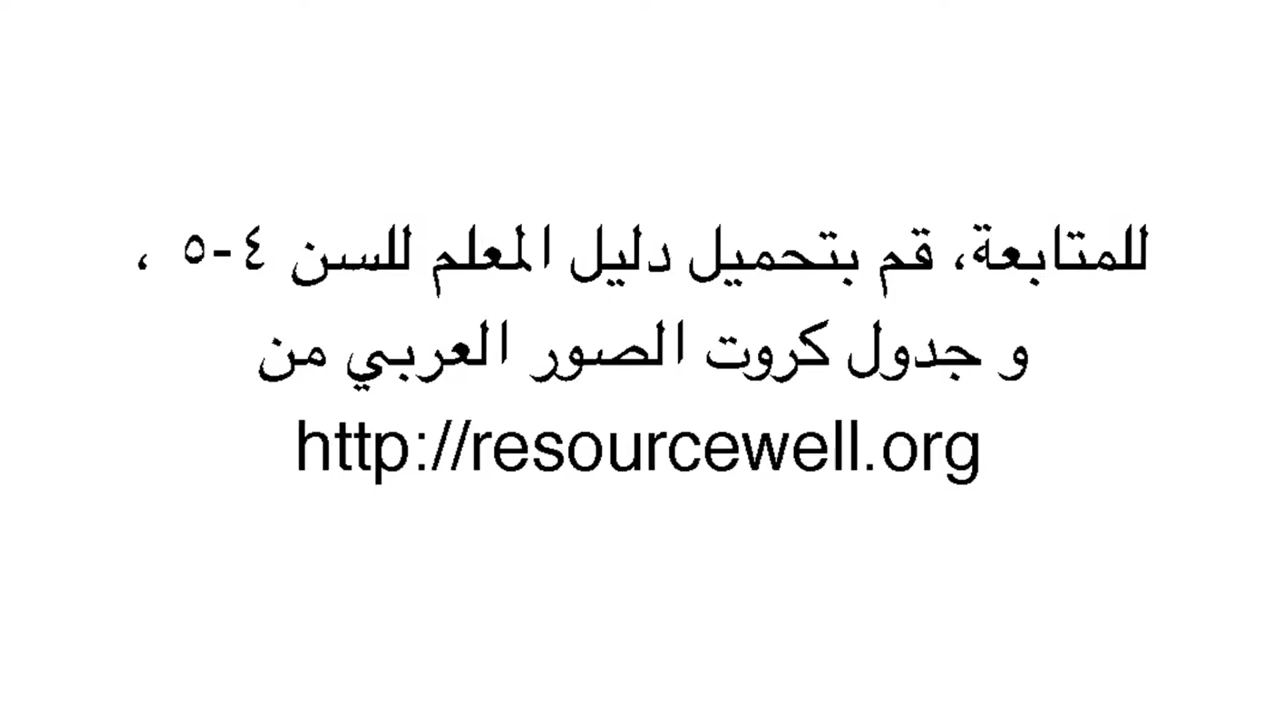 للمتابعة، قم بتحميل دليل المعلم للسن ٤-٥ ،
و جدول كروت الصور العربي من
http://resourcewell.org